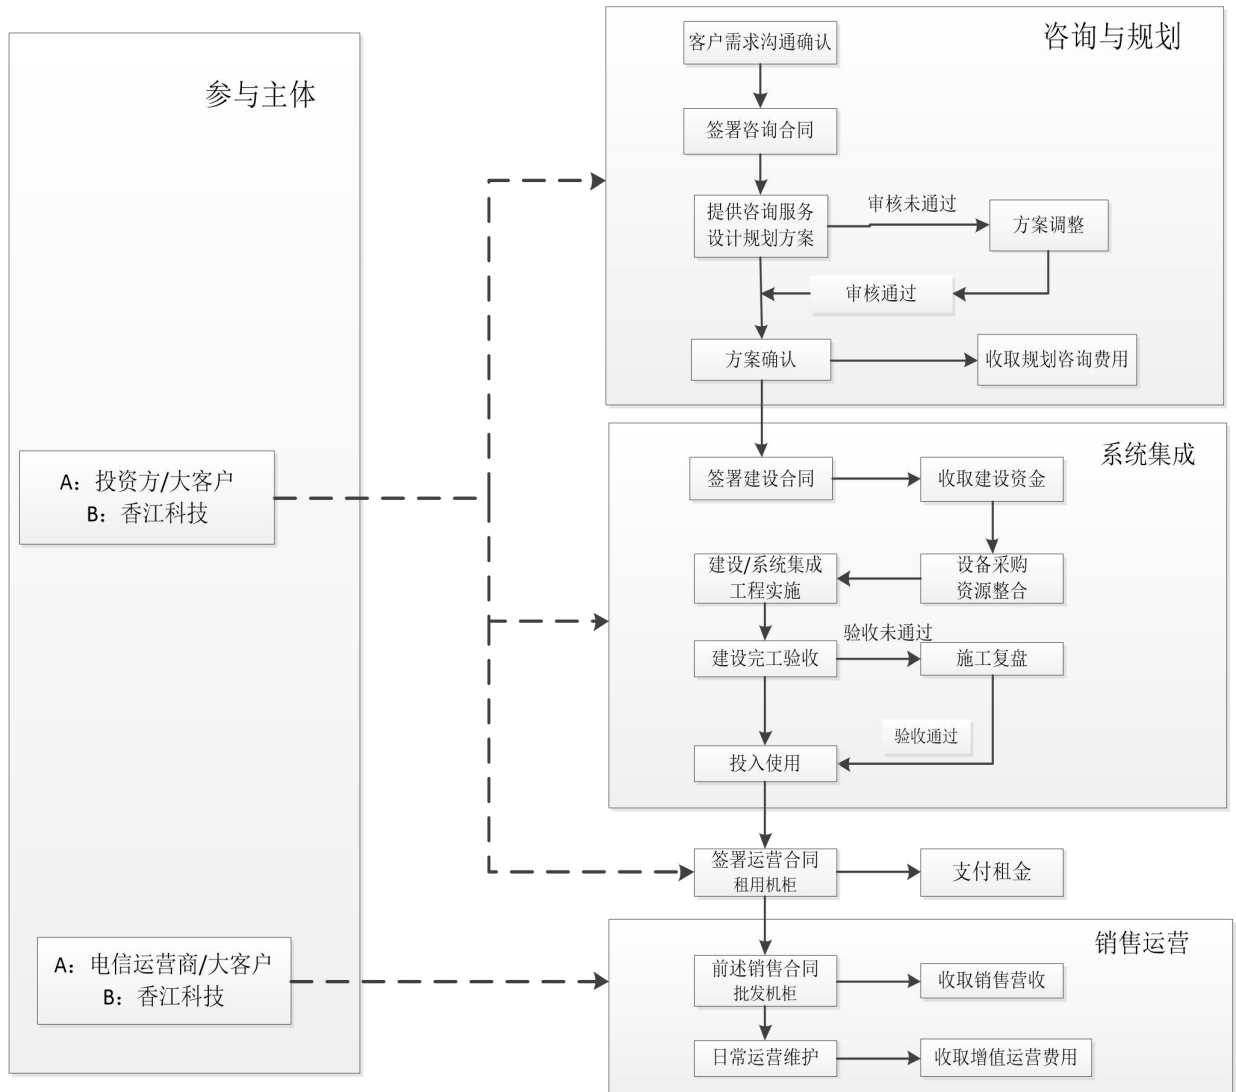 参与主体
A：投资方/大客户
B：香江科技
A：电信运营商/大客户
B：香江科技
咨询与规划
客户需求沟通确认
签署咨询合同
提供咨询服务
设计规划方案
审核未通过
方案调整
审核通过
方案确认
收取规划咨询费用
系统集成
签署建设合同
收取建设资金
建设/系统集成
工程实施
设备采购
资源整合
验收未通过
建设完工验收
施工复盘
验收通过
投入使用
签署运营合同
租用机柜
支付租金
销售运营
前述销售合同
批发机柜
收取销售营收
日常运营维护
收取增值运营费用